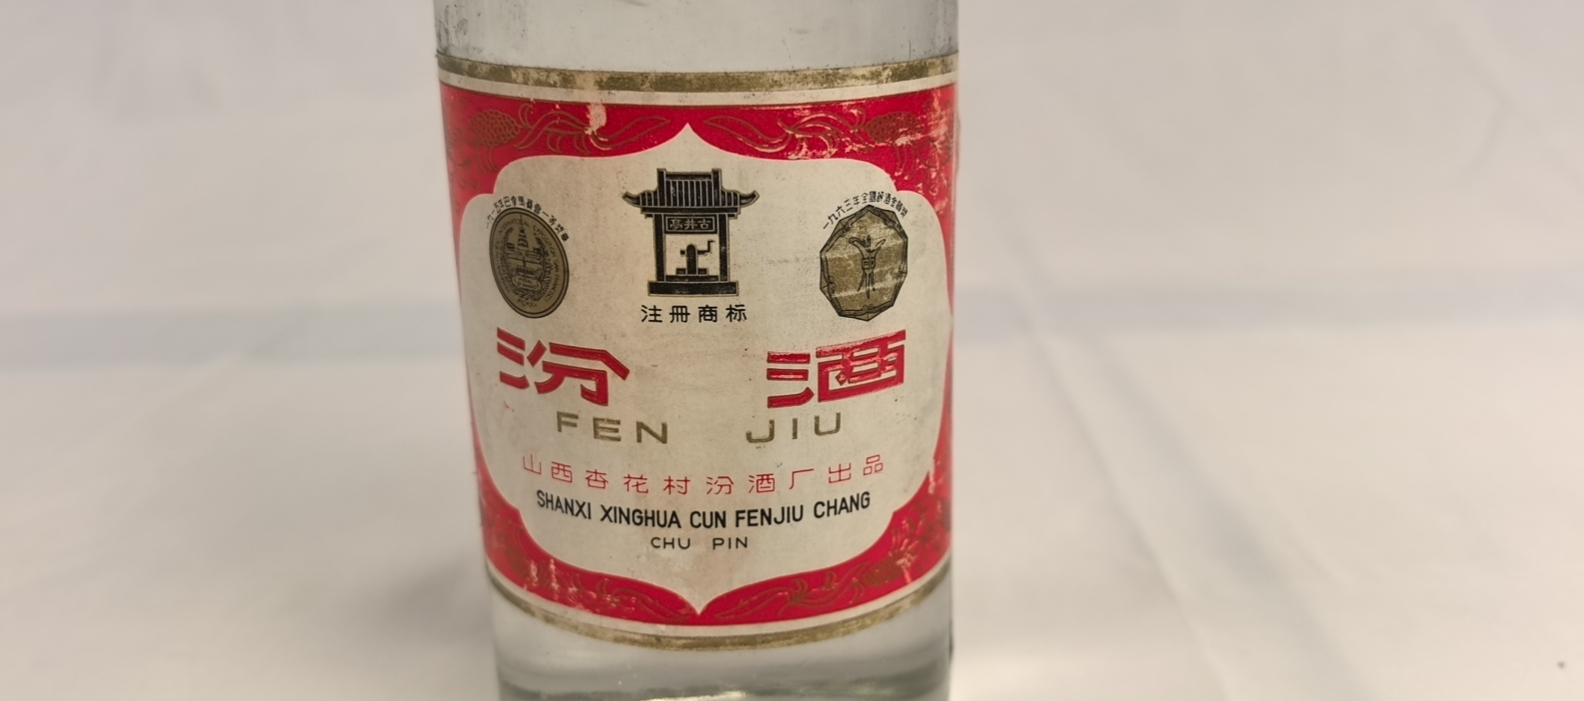 古井亭
注册商标
汾 酒
FEN JIU
山西杏花村汾酒厂出品
SHANXI XINGHUA CUN FENJIU CHANG
CHU PIN